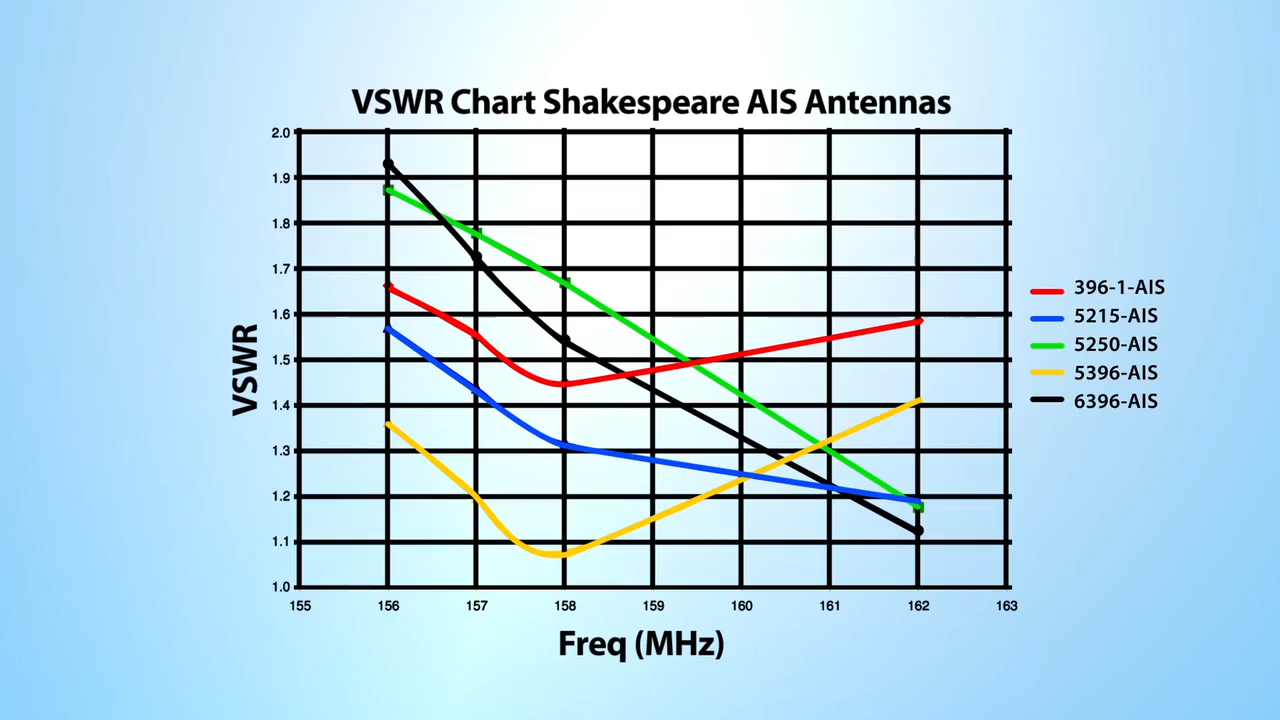 VSWR Chart Shakespeare AIS Antennas
2.0
1.9
1.8
1.7
1.6
1.5
1.4
1.3
1.2
1.1
1.0
VSWR
155 156 157 158 159 160 161 162 163
Freq (MHz)
396-1-AIS
5215-AIS
5250-AIS
5396-AIS
6396-AIS